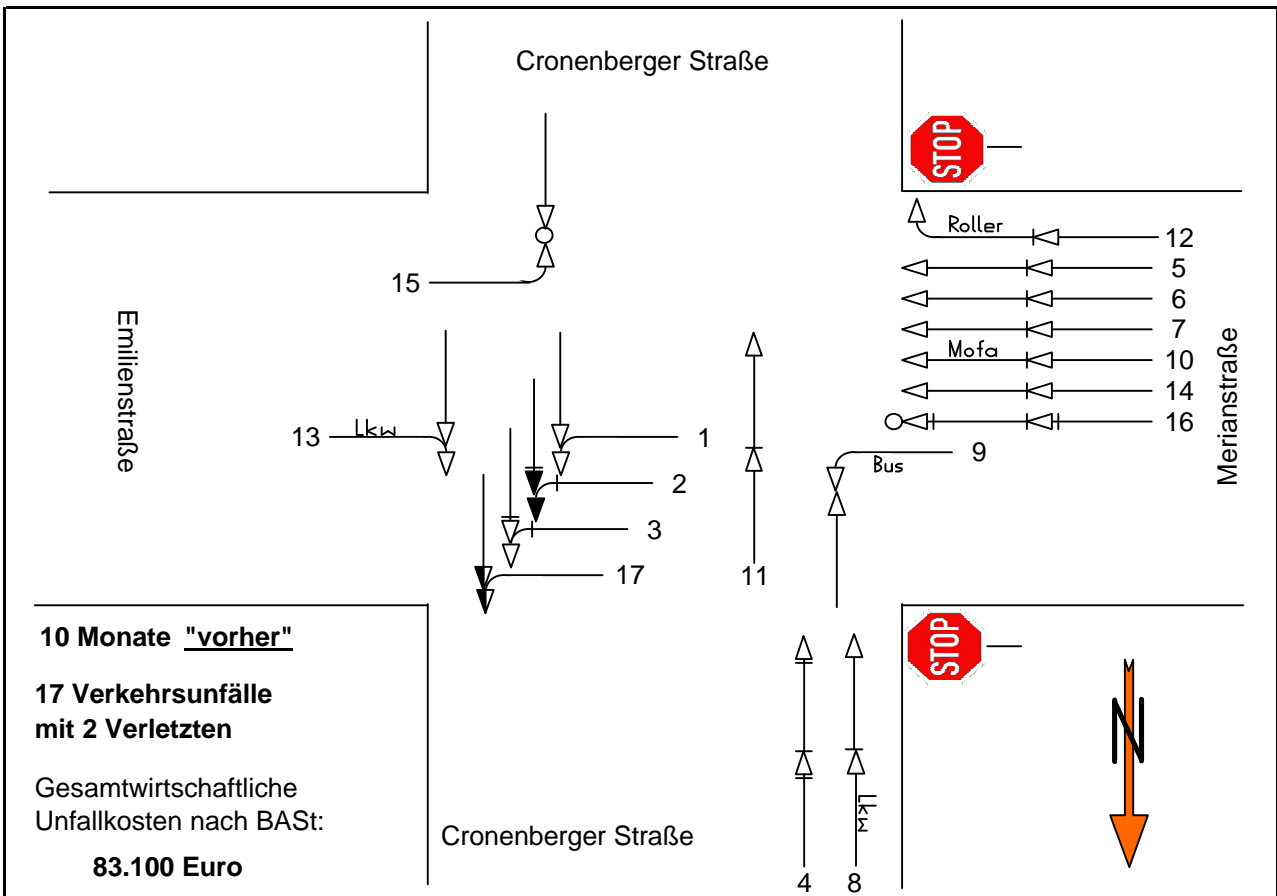 Cronenberger Straße
STOP
Roller
12
5
15
6
7
Mofa
10
14
Emilienstraße
Merianstraße
13
Lkw
1
16
Bus
9
2
3
17
11
10 Monate "vorher"
STOP
17 Verkehrsunfälle
mit 2 Verletzten
N
Gesamtwirtschaftliche
Unfallkosten nach BASt:
Lkw
Cronenberger Straße
83.100 Euro
4
8